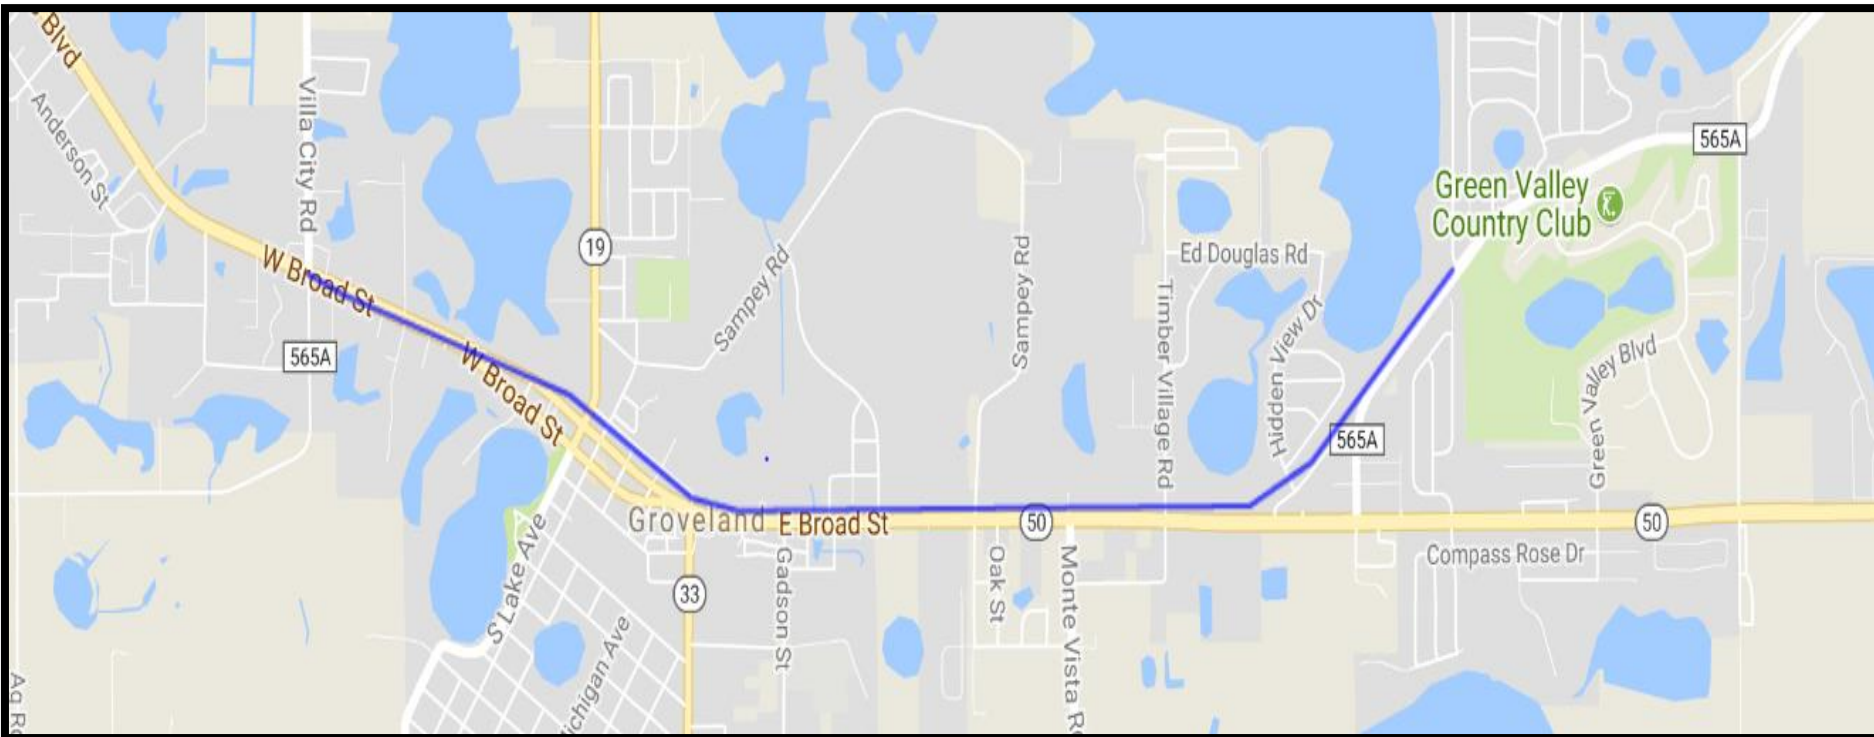 Blvd
Anderson St
Villa City Rd
W Broad St
565A
19
Sampey Rd
W Broad St
Groveland
E Broad St
S Lake Ave
33
Gadson St
Sampey Rd
50
Oak St
Monte Vista R
Ed Douglas Rd
Timber Village Rd
Hidden View Dr
565A
Green Valley
Country Club
565A
Green Valley Blvd
50
Compass Rose Dr
ichigan Ave